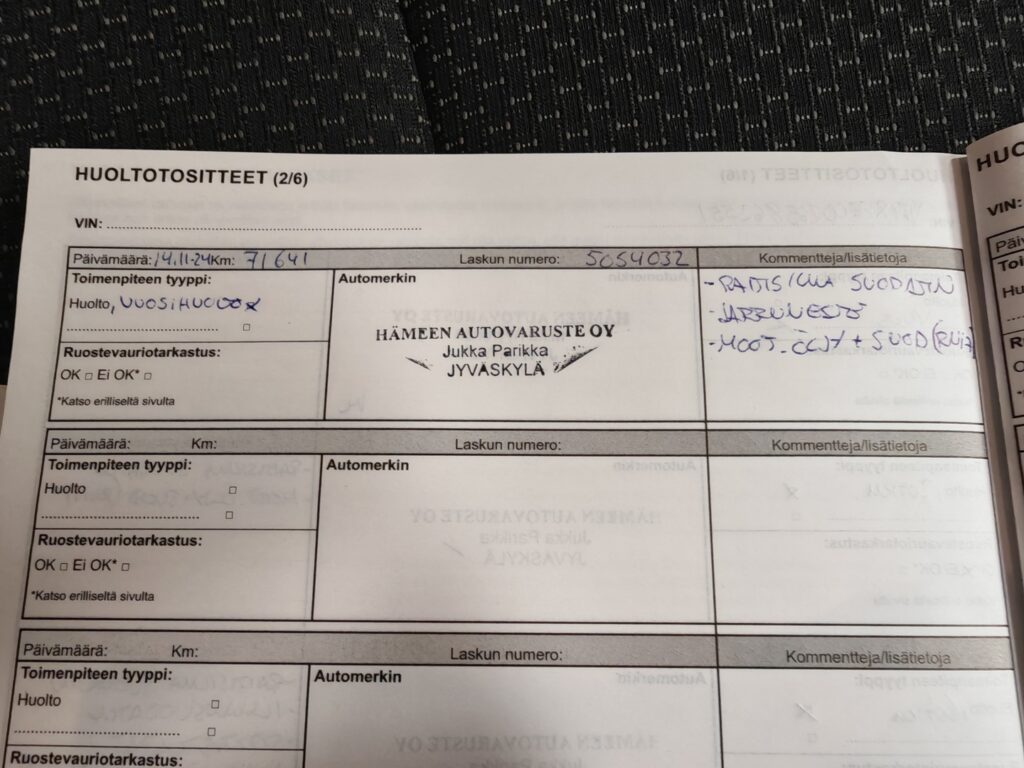 HUOLTOTOSITTEET (2/6)
VIN:
Päivämäärä: 14.11-24 Km: 71641 Laskun numero: 5054032 Kommentteja/lisätietoja
Toimenpiteen tyyppi:
Huolto, VUOSIHUOLTO x
□
Ruostevauriotarkastus:
OK □ Ei OK* □
*Katso erilliseltä sivulta
Automerkin
HÄMEEN AUTOVARUSTE OY
Jukka Parikka
JYVÄSKYLÄ
- RAITISILMA SUODATIN
- JARRUNESTE
- MOOT.ÖLJY + SUOD
Päivämäärä: Km: Laskun numero: Kommentteja/lisätietoja
Toimenpiteen tyyppi:
Huolto □
□
Ruostevauriotarkastus:
OK □ Ei OK* □
*Katso erilliseltä sivulta
Automerkin
Päivämäärä: Km: Laskun numero: Kommentteja/lisätietoja
Toimenpiteen tyyppi:
Huolto □
□
Ruostevauriotarkastus:
Automerkin
VIN: